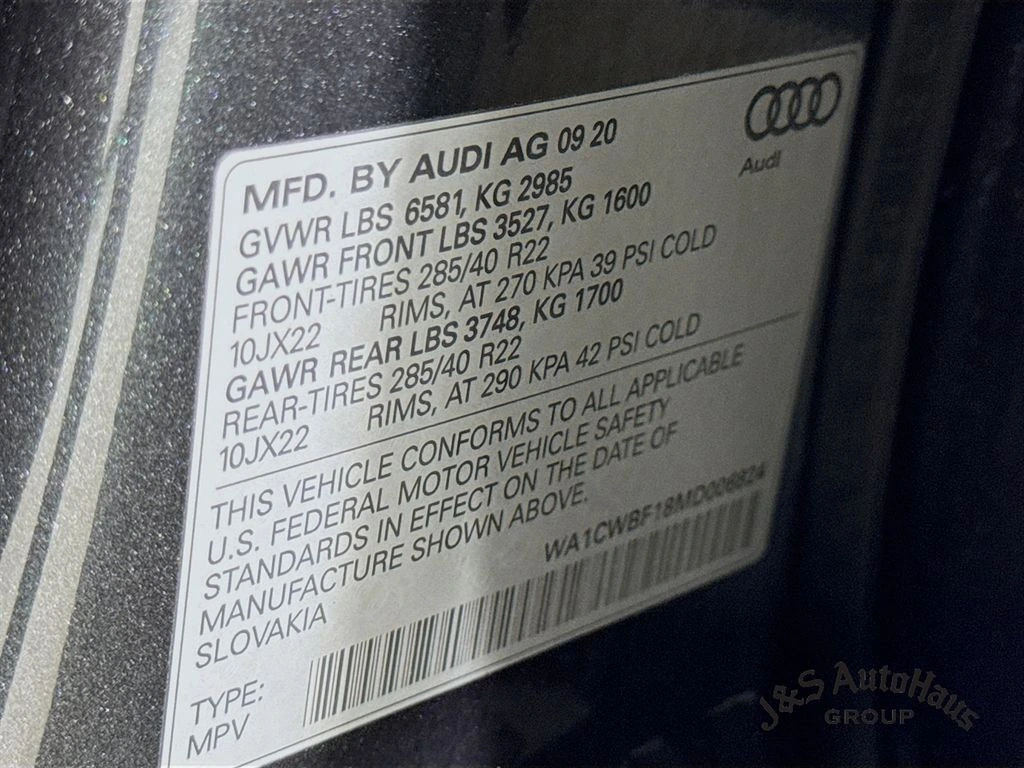 MFD. BY AUDI AG 09 20
Audi
GVWR LBS 6581, KG 2985
GAWR FRONT LBS 3527, KG 1600
FRONT-TIRES 285/40 R22
10JX22 RIMS, AT 270 KPA 39 PSI COLD
GAWR REAR LBS 3748, KG 1700
REAR-TIRES 285/40 R22
10JX22 RIMS, AT 290 KPA 42 PSI COLD
THIS VEHICLE CONFORMS TO ALL APPLICABLE
U.S. FEDERAL MOTOR VEHICLE SAFETY
STANDARDS IN EFFECT ON THE DATE OF
MANUFACTURE SHOWN ABOVE.
SLOVAKIA
WA1CWBF18MD006824
TYPE:
MPV
J&S AutoHaus
GROUP